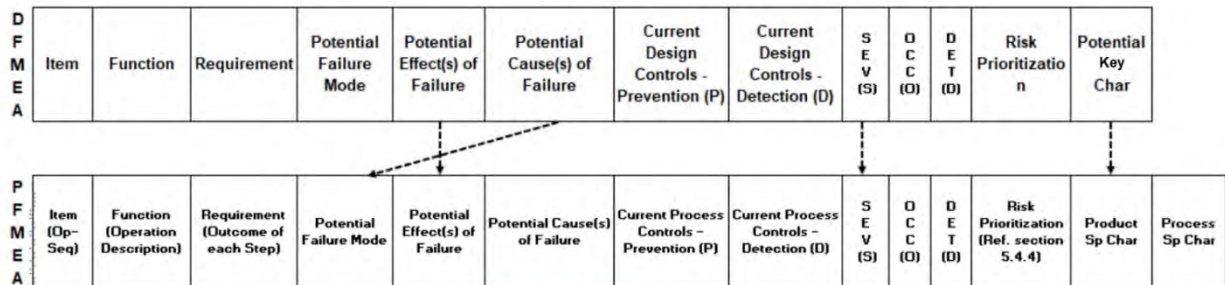 D
F
M
E
A
Item
Function
Requirement
Potential
Failure
Mode
Potential
Effect(s) of
Failure
Potential
Cause(s) of
Failure
Current
Design
Controls -
Prevention (P)
Current
Design
Controls -
Detection (D)
S
E
V
(S)
O
C
C
(O)
D
E
T
(D)
Risk
Prioritizatio
n
Potential
Key
Char
P
F
M
E
A
Item
(Op-
Seq)
Function
(Operation
Description)
Requirement
(Outcome of
each Step)
Potential
Failure Mode
Potential
Effect(s) of
Failure
Potential Cause(s)
of Failure
Current Process
Controls –
Prevention (P)
Current Process
Controls –
Detection (D)
S
E
V
(S)
O
C
C
(O)
D
E
T
(D)
Risk
Prioritization
(Ref. section
5.4.4)
Product
Sp Char
Process
Sp Char